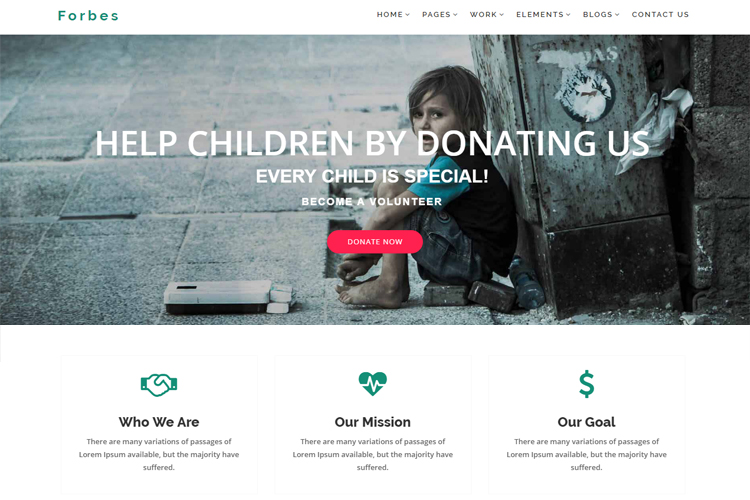 Forbes
HOME PAGES WORK ELEMENTS BLOGS CONTACT US
HELP CHILDREN BY DONATING US
EVERY CHILD IS SPECIAL!
BECOME A VOLUNTEER
DONATE NOW
Who We Are
There are many variations of passages of
Lorem Ipsum available, but the majority have
suffered.
Our Mission
There are many variations of passages of
Lorem Ipsum available, but the majority have
suffered.
Our Goal
There are many variations of passages of
Lorem Ipsum available, but the majority have
suffered.